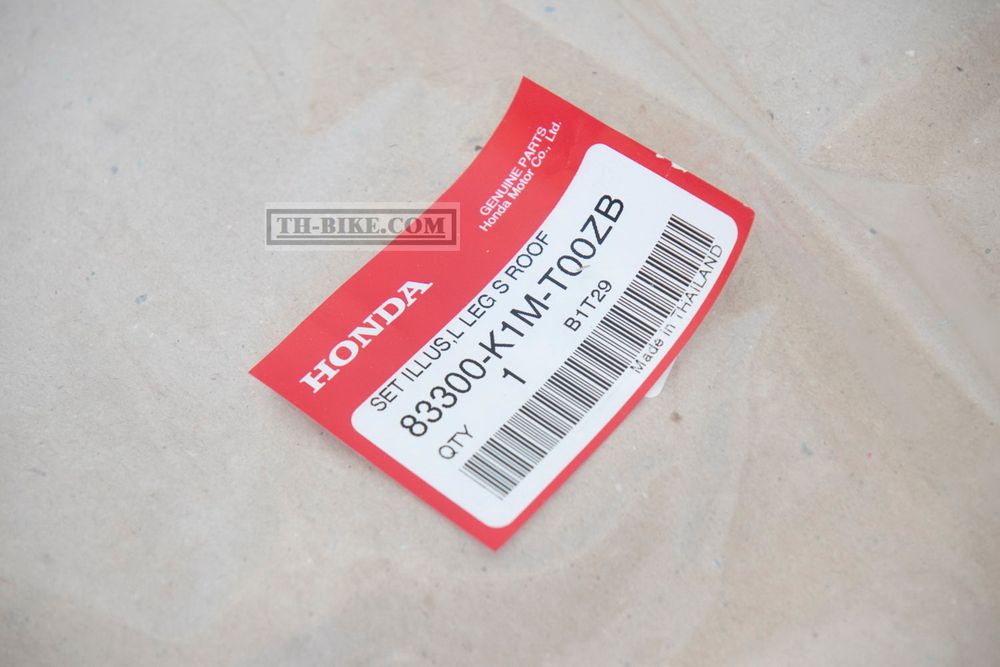 TH-BIKE.COM
HONDA
GENUINE PARTS
Honda Motor Co., Ltd.
SET ILLUS,L LEG S ROOF
83300-K1M-T00ZB
QTY 1 B1T29
Made in THAILAND